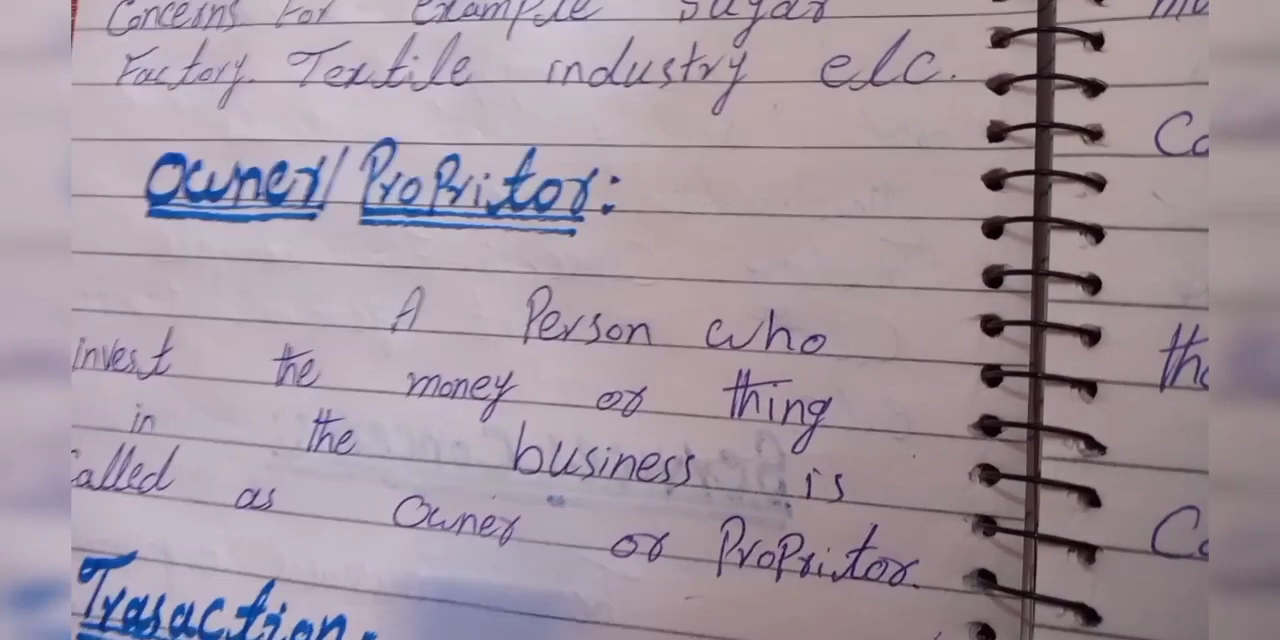 Concerns For example Sugar
Factory. Textile industry etc.
Owner/ ProPritor:
A Person who
invest the money or thing
in the business is
called as Owner or ProPritor.
Trasaction.